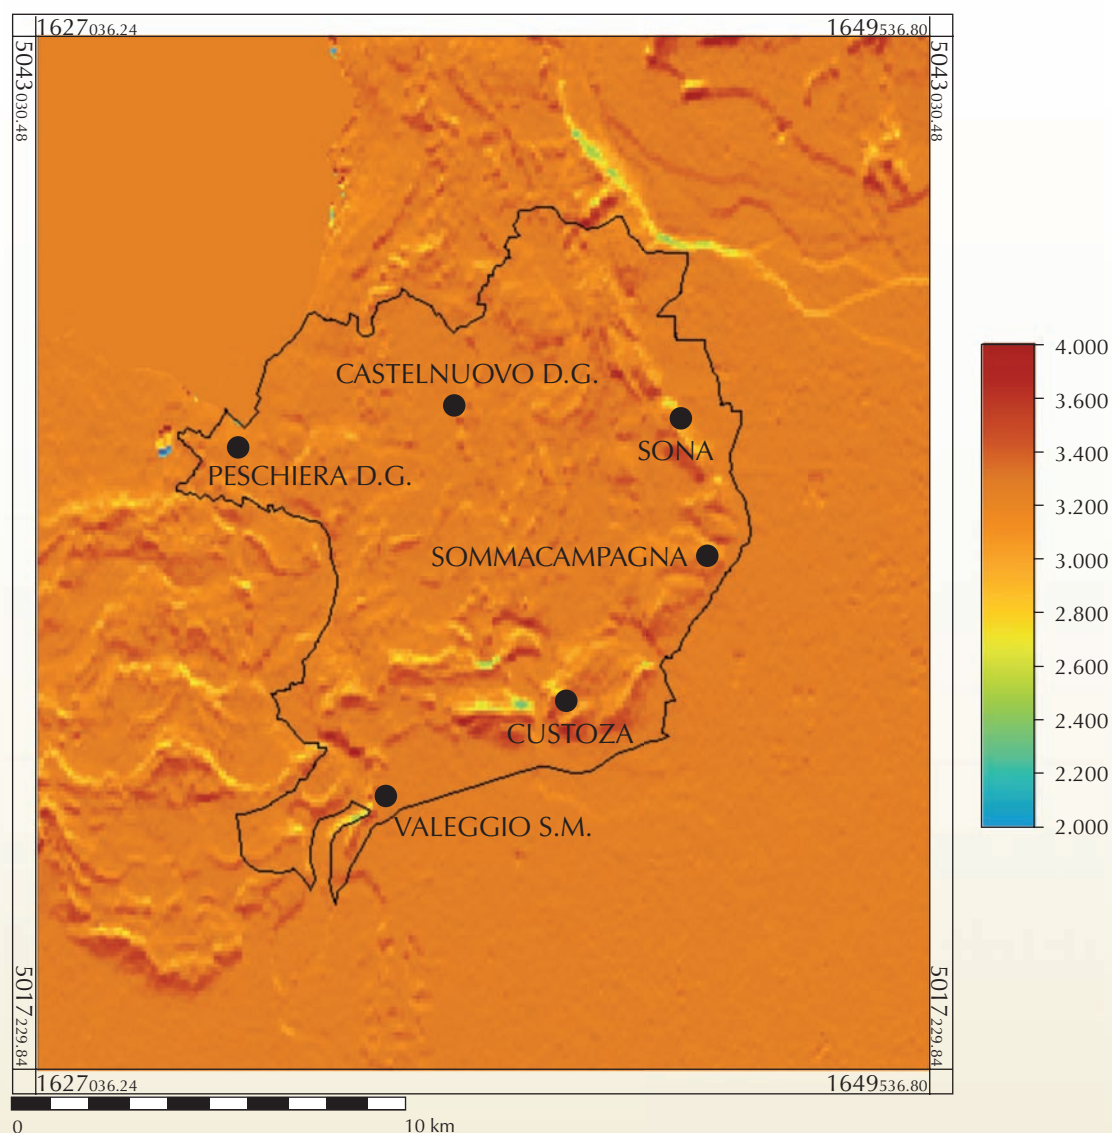 1627036.24 1649536.80
5043030.48
5043030.48
CASTELNUOVO D.G.
PESCHIERA D.G.
SONA
SOMMACAMPAGNA
CUSTOZA
VALEGGIO S.M.
4.000
3.600
3.400
3.200
3.000
2.800
2.600
2.400
2.200
2.000
5017229.84
5017229.84
1627036.24 1649536.80
0 10 km